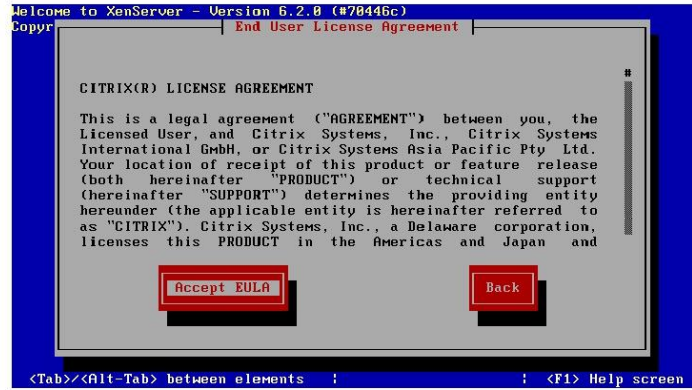 Welcome to XenServer - Version 6.2.0 (#70446c)
Copyr
End User License Agreement
CITRIX(R) LICENSE AGREEMENT
This is a legal agreement ("AGREEMENT") between you, the
Licensed User, and Citrix Systems, Inc., Citrix Systems
International GmbH, or Citrix Systems Asia Pacific Pty Ltd.
Your location of receipt of this product or feature release
(both hereinafter "PRODUCT") or technical support
(hereinafter "SUPPORT") determines the providing entity
hereunder (the applicable entity is hereinafter referred to
as "CITRIX"). Citrix Systems, Inc., a Delaware corporation,
licenses this PRODUCT in the Americas and Japan and
#
Accept EULA
Back
<Tab>/<Alt-Tab> between elements ¦ ¦ <F1> Help screen